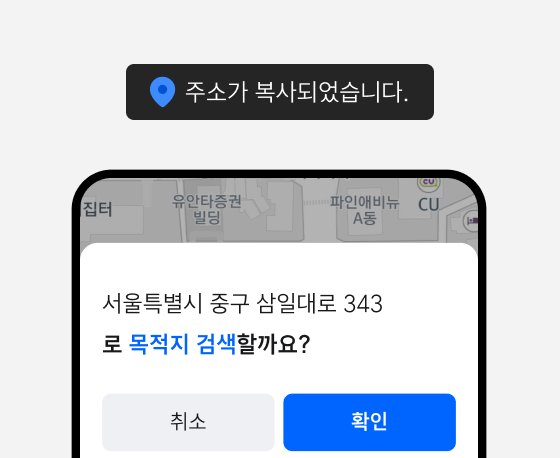 주소가 복사되었습니다.
집터
유안타증권
빌딩
파인애비뉴
A동
CU
CU
서울특별시 중구 삼일대로 343
로 목적지 검색할까요?
취소
확인